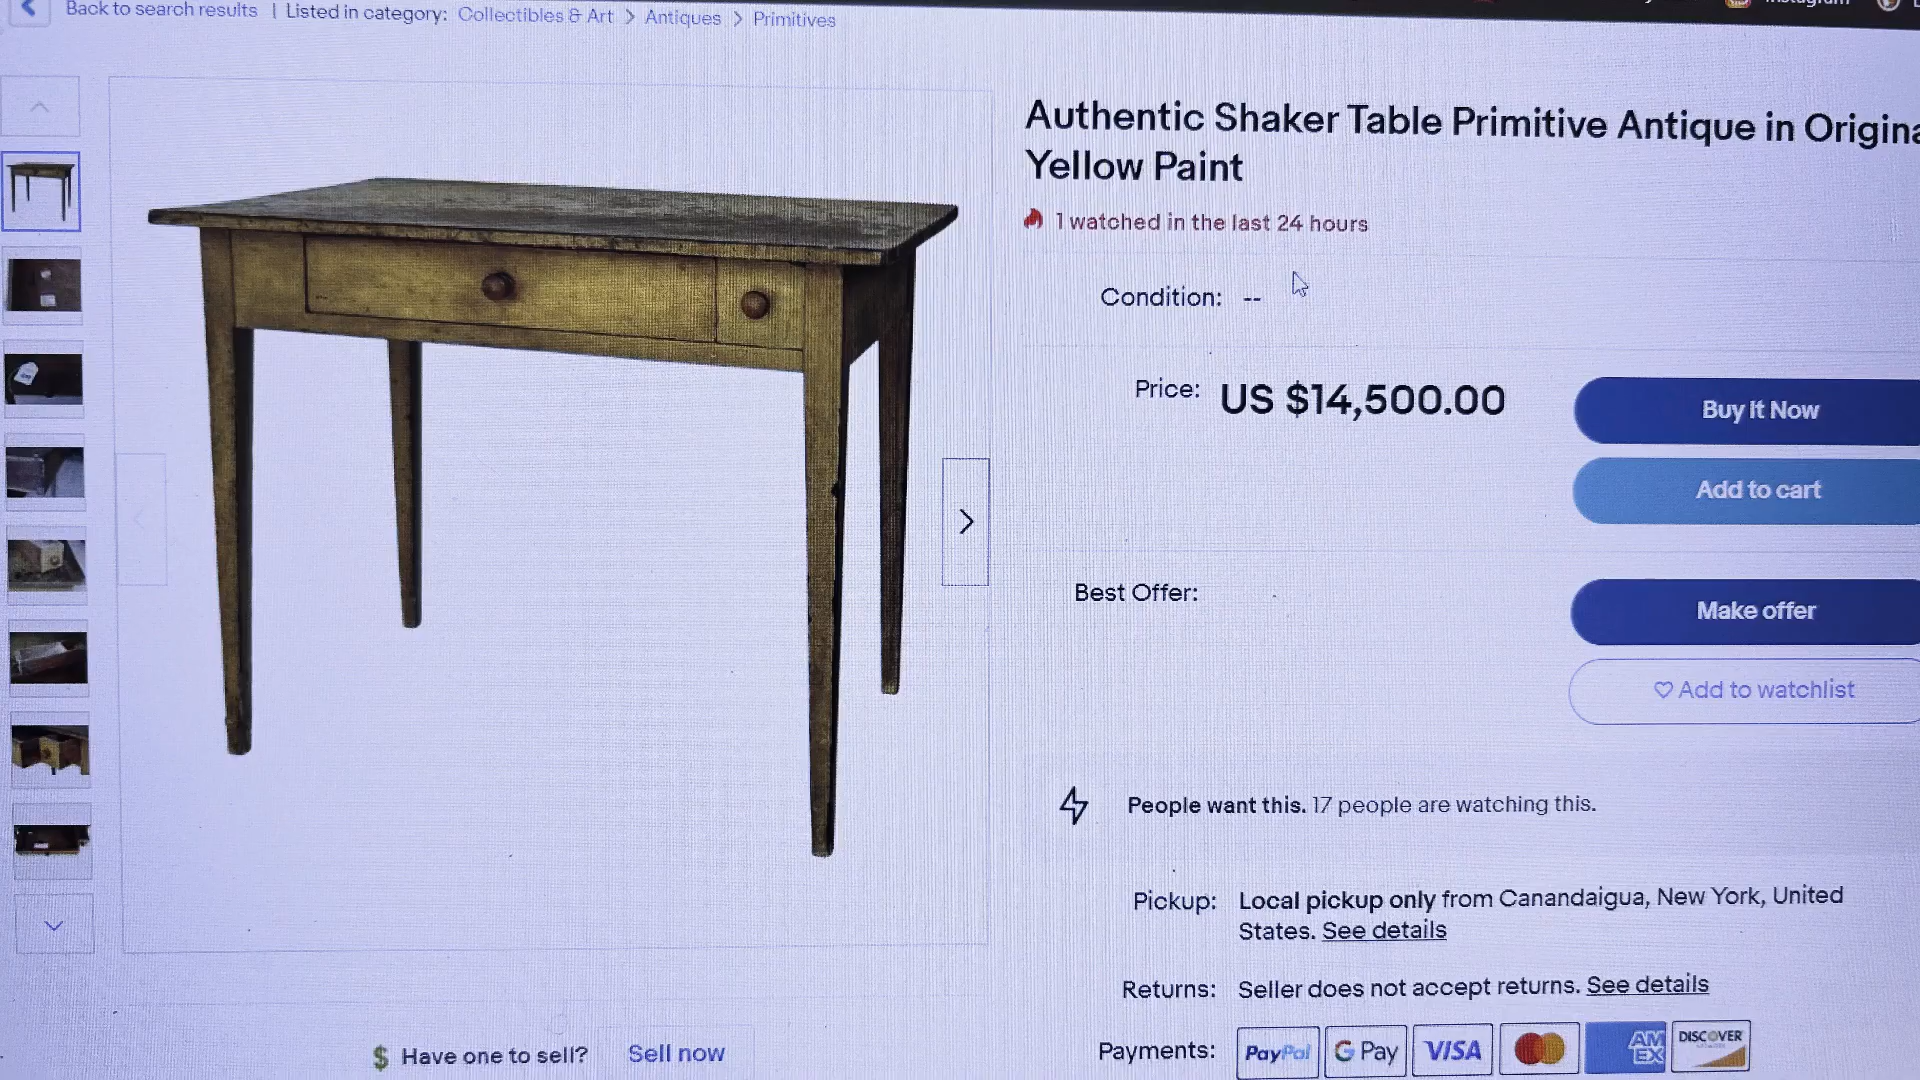 Back to search results | Listed in category: Collectibles & Art > Antiques > Primitives
Authentic Shaker Table Primitive Antique in Origina
Yellow Paint
1 watched in the last 24 hours
Condition: --
Price: US $14,500.00
Buy It Now
Add to cart
Best Offer:
Make offer
Add to watchlist
People want this. 17 people are watching this.
Pickup: Local pickup only from Canandaigua, New York, United
States. See details
Returns: Seller does not accept returns. See details
Payments: PayPal G Pay VISA AM EX DISCOVER
$ Have one to sell? Sell now